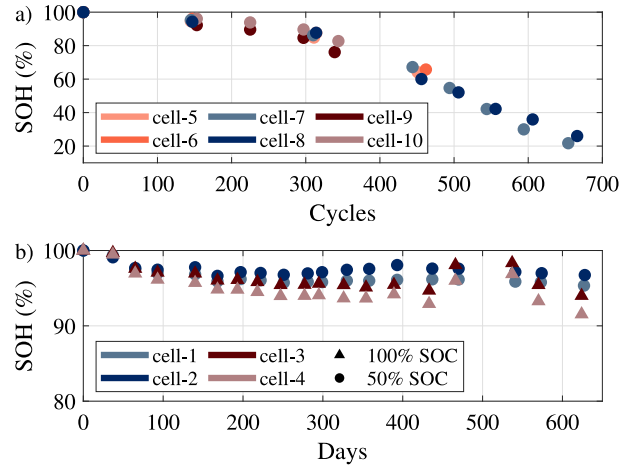 a)
100
80
60
40
20
SOH (%)
cell-5 cell-7 cell-9
cell-6 cell-8 cell-10
0 100 200 300 400 500 600 700
Cycles
b)
100
90
80
SOH (%)
cell-1 cell-3 100% SOC
cell-2 cell-4 50% SOC
0 100 200 300 400 500 600
Days